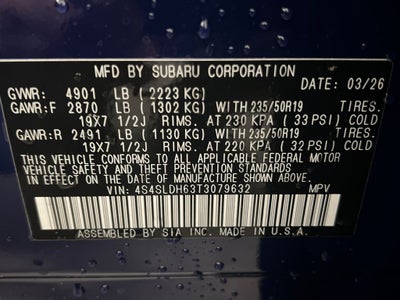 MFD BY SUBARU CORPORATION
DATE: 03/26
GVWR: 4901 LB (2223 KG)
GAWR:F 2870 LB (1302 KG) WITH 235/50R19 TIRES.
19X7 1/2J RIMS.AT 230 KPA (33 PSI) COLD
GAWR:R 2491 LB (1130 KG) WITH 235/50R19 TIRES.
19X7 1/2J RIMS.AT 220 KPA (32 PSI) COLD
THIS VEHICLE CONFORMS TO ALL APPLICABLE FEDERAL MOTOR
VEHICLE SAFETY AND THEFT PREVENTION STANDARDS
IN EFFECT ON THE DATE OF MANUFACTURE SHOWN ABOVE.
VIN: 4S4SLDH63T3079632 MPV
ASSEMBLED BY SIA INC. MADE IN U.S.A.